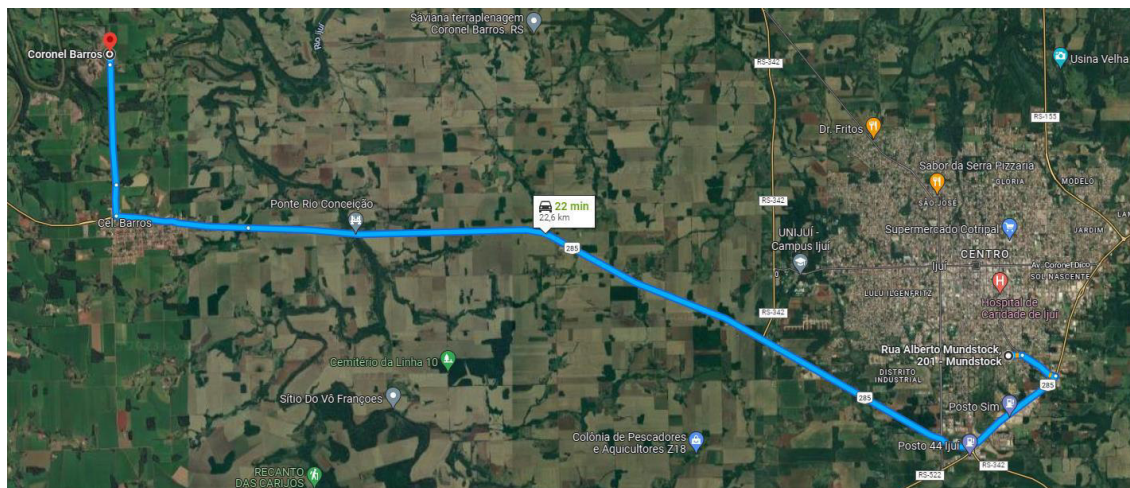 Saviana terraplenagem
Coronel Barros, RS
Coronel Barros
RS-342
Usina Velha
RS-342
RS-155
Dr. Fritos
Sabor da Serra Pizzaria
SÃO JOSÉ
MODELO
Ponte Rio Conceição
22 min
22,6 km
RS-342
Cel. Barros
Supermercado Cotripal
JARDIM
UNIJUÍ -
Campus Ijuí
285
CENTRO
Ijuí
Av. Coronel Dico
SOL NASCENTE
LULU ILGENFRITZ
Hospital de
Caridade de Ijuí
RS-342
Rua Alberto Mundstock,
201 - Mundstock
Cemitério da Linha 10
DISTRITO
INDUSTRIAL
285
Sítio Do Vô Françoes
285
Posto Sim
Colônia de Pescadores
e Aquicultores Z18
Posto 44 Ijuí
RS-342
RS-522
RECANTO
DAS CARIJOS